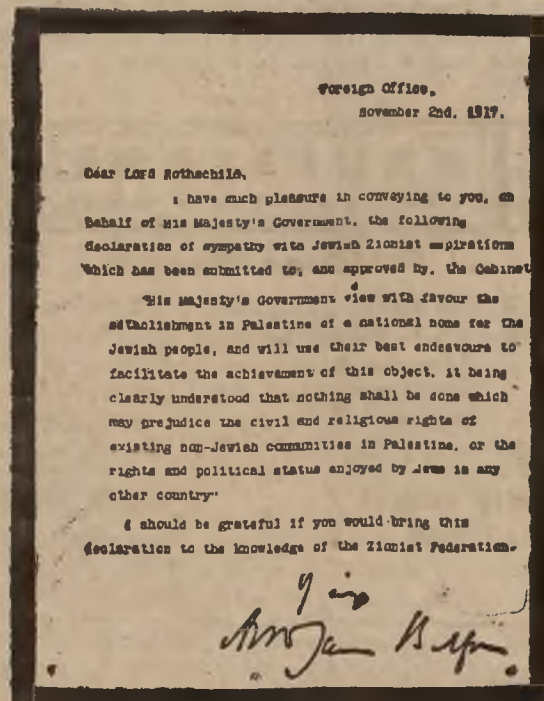 Foreign Office,
November 2nd, 1917.
Dear Lord Rothschild,
I have much pleasure in conveying to you, on
behalf of His Majesty's Government, the following
declaration of sympathy with Jewish Zionist aspirations
which has been submitted to, and approved by, the Cabinet
"His Majesty's Government view with favour the
establishment in Palestine of a national home for the
Jewish people, and will use their best endeavours to
facilitate the achievement of this object, it being
clearly understood that nothing shall be done which
may prejudice the civil and religious rights of
existing non-Jewish communities in Palestine, or the
rights and political status enjoyed by Jews in any
other country"
I should be grateful if you would bring this
declaration to the knowledge of the Zionist Federation.